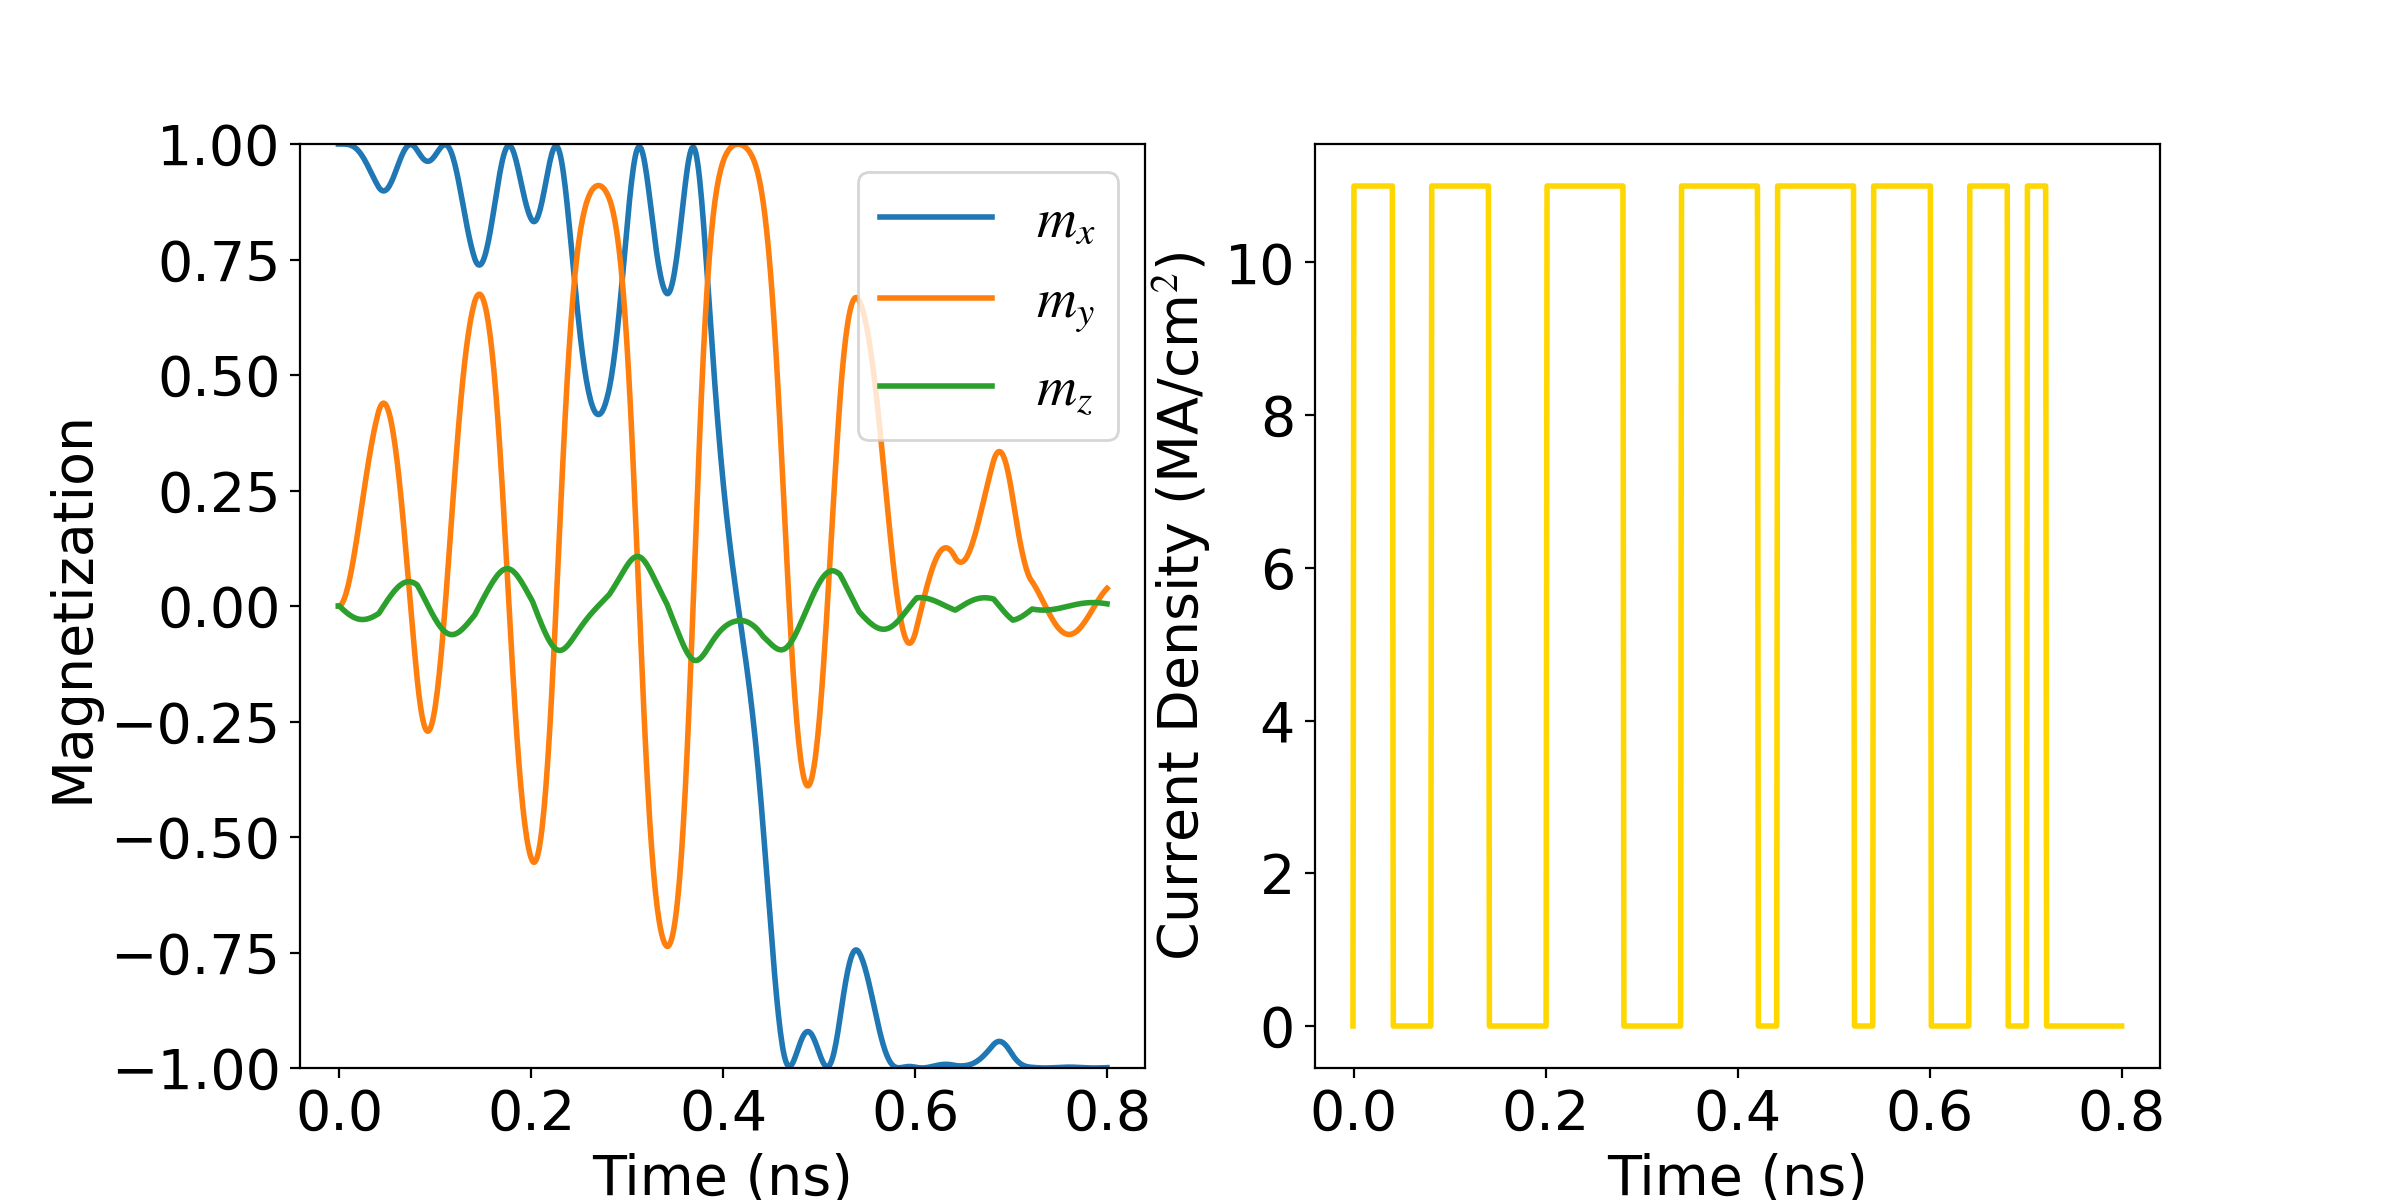 Magnetization
1.00
0.75
0.50
0.25
0.00
−0.25
−0.50
−0.75
−1.00
0.0 0.2 0.4 0.6 0.8
Time (ns)
m_x
m_y
m_z
Current Density (MA/cm²)
10
8
6
4
2
0
0.0 0.2 0.4 0.6 0.8
Time (ns)